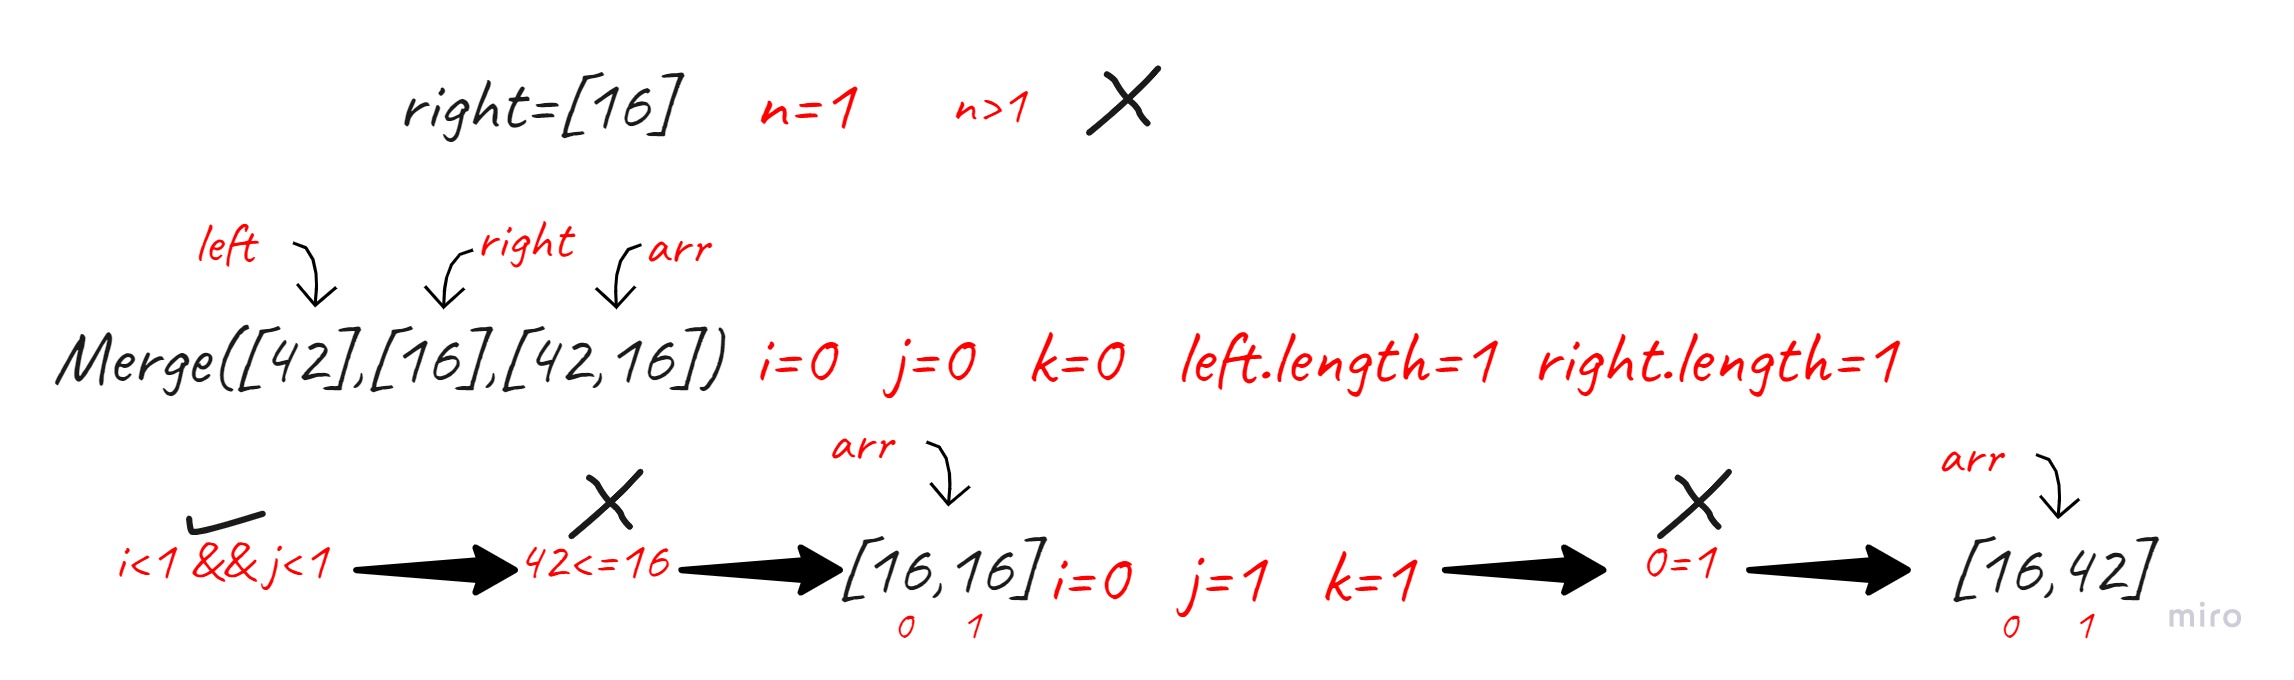 right=[16] n=1 n>1
left right arr
Merge([42],[16],[42,16]) i=0 j=0 k=0 left.length=1 right.length=1
arr arr
i<1 && j<1 42<=16 [16,16] i=0 j=1 k=1 0=1 [16,42]
0 1 0 1
miro